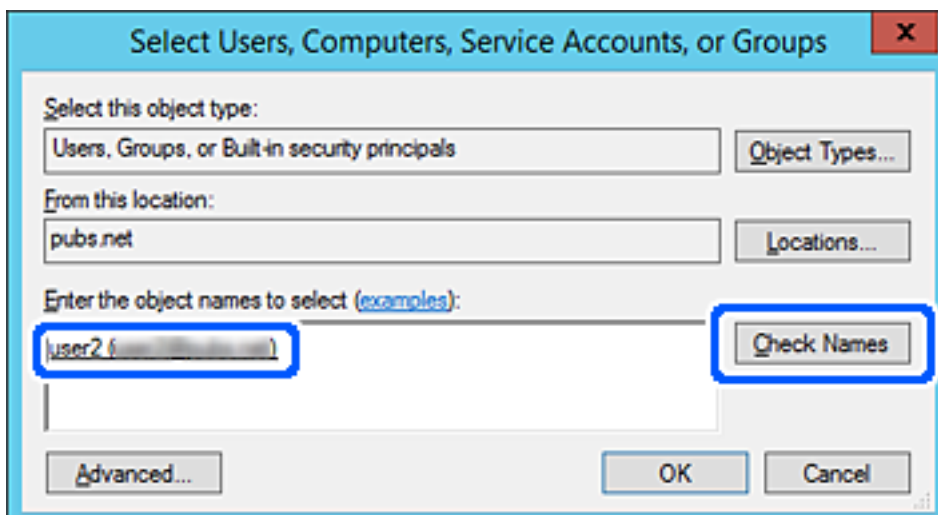 Select Users, Computers, Service Accounts, or Groups
x
Select this object type:
Users, Groups, or Built-in security principals
Object Types...
From this location:
pubs.net
Locations...
Enter the object names to select (examples):
user2 (
)
Check Names
Advanced...
OK
Cancel